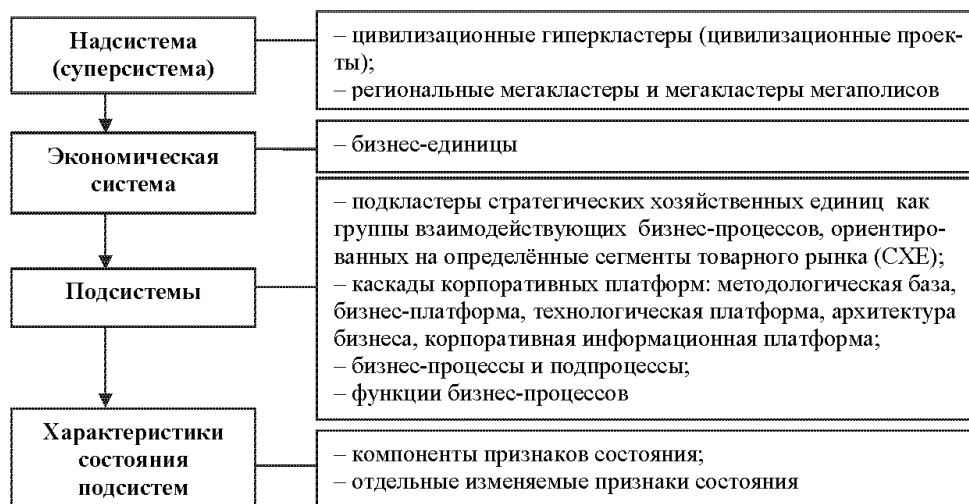 Надсистема
(суперсистема)
– цивилизационные гиперкластеры (цивилизационные проек-
ты);
– региональные мегакластеры и мегакластеры мегаполисов
Экономическая
система
– бизнес-единицы
Подсистемы
– подкластеры стратегических хозяйственных единиц как
группы взаимодействующих бизнес-процессов, ориентиро-
ванных на определённые сегменты товарного рынка (СХЕ);
– каскады корпоративных платформ: методологическая база,
бизнес-платформа, технологическая платформа, архитектура
бизнеса, корпоративная информационная платформа;
– бизнес-процессы и подпроцессы;
– функции бизнес-процессов
Характеристики
состояния
подсистем
– компоненты признаков состояния;
– отдельные изменяемые признаки состояния